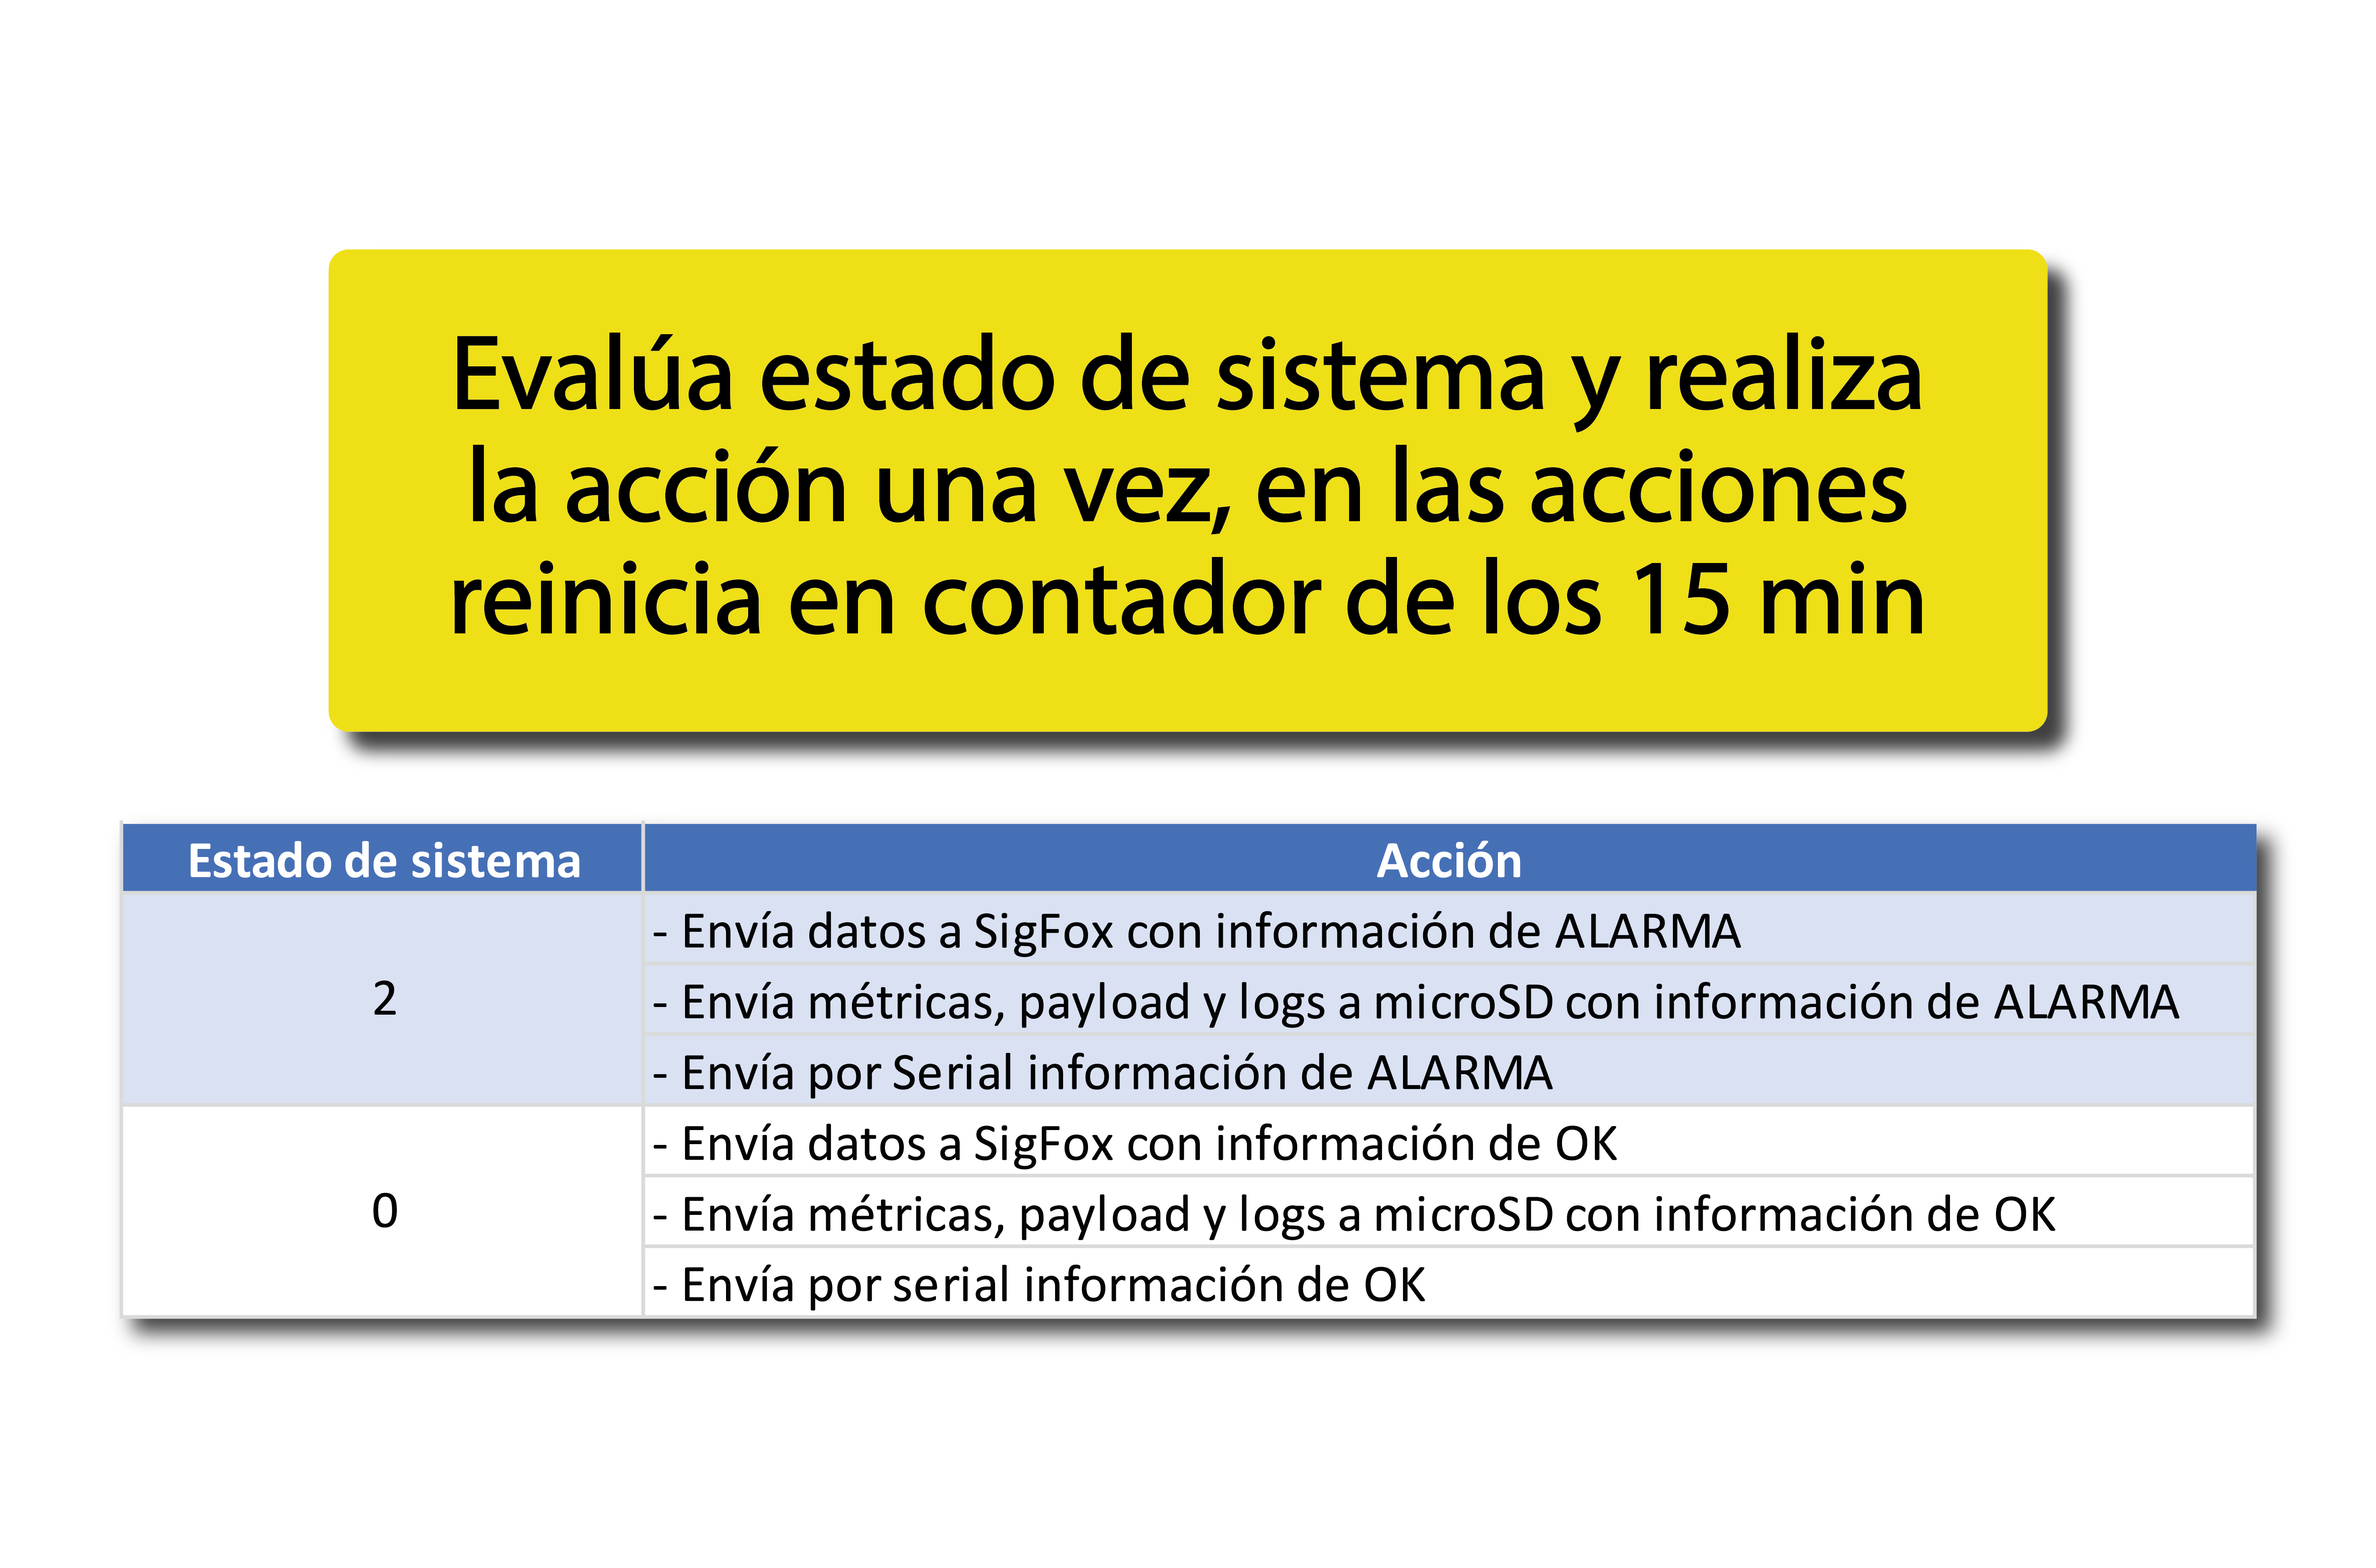 Evalúa estado de sistema y realiza
la acción una vez, en las acciones
reinicia en contador de los 15 min
Estado de sistema
Acción
2
- Envía datos a SigFox con información de ALARMA
- Envía métricas, payload y logs a microSD con información de ALARMA
- Envía por Serial información de ALARMA
0
- Envía datos a SigFox con información de OK
- Envía métricas, payload y logs a microSD con información de OK
- Envía por serial información de OK